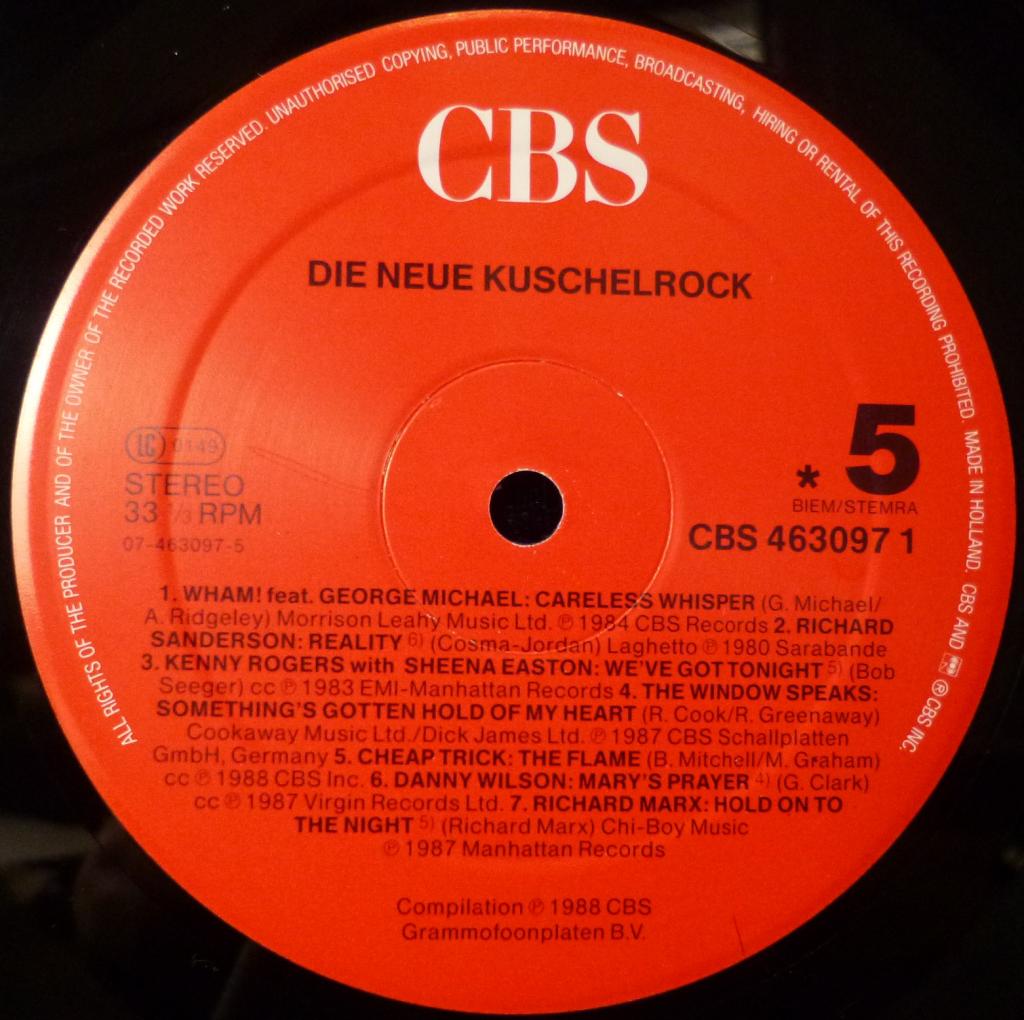 ALL RIGHTS OF THE PRODUCER AND OF THE OWNER OF THE RECORDED WORK RESERVED. UNAUTHORISED COPYING, PUBLIC PERFORMANCE, BROADCASTING, HIRING OR RENTAL OF THIS RECORDING PROHIBITED. MADE IN HOLLAND. CBS AND ® CBS INC.
CBS
DIE NEUE KUSCHELROCK
LC 0149
STEREO
33 ⅓ RPM
07-463097-5
* 5
BIEM/STEMRA
CBS 463097 1
1. WHAM! feat. GEORGE MICHAEL: CARELESS WHISPER (G. Michael/
A. Ridgeley) Morrison Leahy Music Ltd. ℗ 1984 CBS Records 2. RICHARD
SANDERSON: REALITY 6) (Cosma-Jordan) Laghetto ℗ 1980 Sarabande
3. KENNY ROGERS with SHEENA EASTON: WE'VE GOT TONIGHT 5) (Bob
Seeger) cc ℗ 1983 EMI-Manhattan Records 4. THE WINDOW SPEAKS:
SOMETHING'S GOTTEN HOLD OF MY HEART (R. Cook/R. Greenaway)
Cookaway Music Ltd./Dick James Ltd. ℗ 1987 CBS Schallplatten
GmbH, Germany 5. CHEAP TRICK: THE FLAME (B. Mitchell/M. Graham)
cc ℗ 1988 CBS Inc. 6. DANNY WILSON: MARY'S PRAYER 4) (G. Clark)
cc ℗ 1987 Virgin Records Ltd. 7. RICHARD MARX: HOLD ON TO
THE NIGHT 5) (Richard Marx) Chi-Boy Music
℗ 1987 Manhattan Records
Compilation ℗ 1988 CBS
Grammofoonplaten B.V.